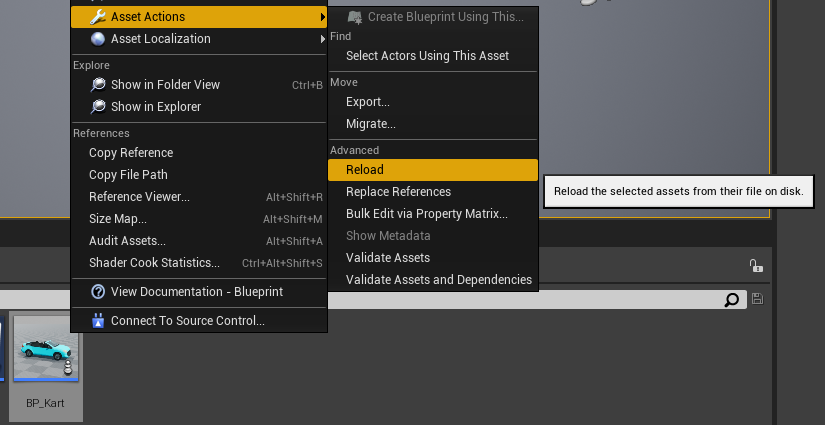 Asset Actions
Asset Localization
Explore
Show in Folder View Ctrl+B
Show in Explorer
References
Copy Reference
Copy File Path
Reference Viewer... Alt+Shift+R
Size Map... Alt+Shift+M
Audit Assets... Alt+Shift+A
Shader Cook Statistics... Ctrl+Alt+Shift+S
View Documentation - Blueprint
Connect To Source Control...
Create Blueprint Using This...
Find
Select Actors Using This Asset
Move
Export...
Migrate...
Advanced
Reload
Replace References
Bulk Edit via Property Matrix...
Show Metadata
Validate Assets
Validate Assets and Dependencies
Reload the selected assets from their file on disk.
BP_Kart